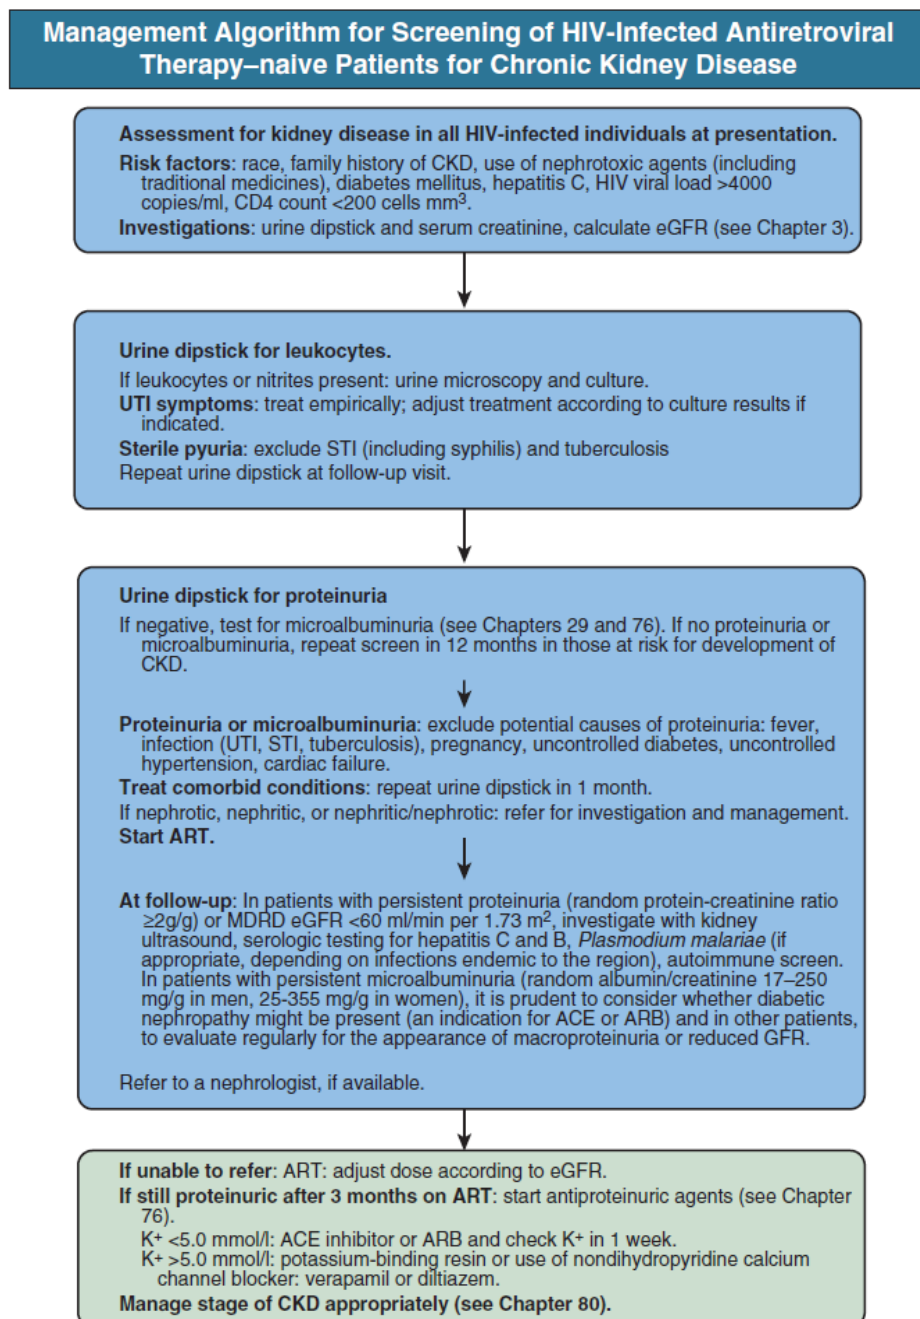 Management Algorithm for Screening of HIV-Infected Antiretroviral
Therapy–naive Patients for Chronic Kidney Disease
Assessment for kidney disease in all HIV-infected individuals at presentation.
Risk factors: race, family history of CKD, use of nephrotoxic agents (including
traditional medicines), diabetes mellitus, hepatitis C, HIV viral load >4000
copies/ml, CD4 count <200 cells mm³.
Investigations: urine dipstick and serum creatinine, calculate eGFR (see Chapter 3).
Urine dipstick for leukocytes.
If leukocytes or nitrites present: urine microscopy and culture.
UTI symptoms: treat empirically; adjust treatment according to culture results if
indicated.
Sterile pyuria: exclude STI (including syphilis) and tuberculosis
Repeat urine dipstick at follow-up visit.
Urine dipstick for proteinuria
If negative, test for microalbuminuria (see Chapters 29 and 76). If no proteinuria or
microalbuminuria, repeat screen in 12 months in those at risk for development of
CKD.
Proteinuria or microalbuminuria: exclude potential causes of proteinuria: fever,
infection (UTI, STI, tuberculosis), pregnancy, uncontrolled diabetes, uncontrolled
hypertension, cardiac failure.
Treat comorbid conditions: repeat urine dipstick in 1 month.
If nephrotic, nephritic, or nephritic/nephrotic: refer for investigation and management.
Start ART.
At follow-up: In patients with persistent proteinuria (random protein-creatinine ratio
≥2g/g) or MDRD eGFR <60 ml/min per 1.73 m², investigate with kidney
ultrasound, serologic testing for hepatitis C and B, Plasmodium malariae (if
appropriate, depending on infections endemic to the region), autoimmune screen.
In patients with persistent microalbuminuria (random albumin/creatinine 17–250
mg/g in men, 25-355 mg/g in women), it is prudent to consider whether diabetic
nephropathy might be present (an indication for ACE or ARB) and in other patients,
to evaluate regularly for the appearance of macroproteinuria or reduced GFR.
Refer to a nephrologist, if available.
If unable to refer: ART: adjust dose according to eGFR.
If still proteinuric after 3 months on ART: start antiproteinuric agents (see Chapter
76).
K⁺ <5.0 mmol/l: ACE inhibitor or ARB and check K⁺ in 1 week.
K⁺ >5.0 mmol/l: potassium-binding resin or use of nondihydropyridine calcium
channel blocker: verapamil or diltiazem.
Manage stage of CKD appropriately (see Chapter 80).